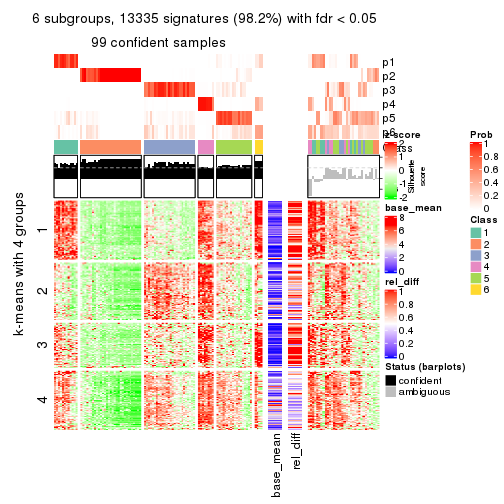 6 subgroups, 13335 signatures (98.2%) with fdr < 0.05
99 confident samples
p1
p2
p3
p4
p5
p6
Class
Silhouette
score
k-means with 4 groups
1
2
3
4
base_mean
rel_diff
z-score
2
1
0
-1
-2
base_mean
8
6
4
2
0
rel_diff
1
0.8
0.6
0.4
0.2
0
Status (barplots)
confident
ambiguous
Prob
1
0.8
0.6
0.4
0.2
0
Class
1
2
3
4
5
6